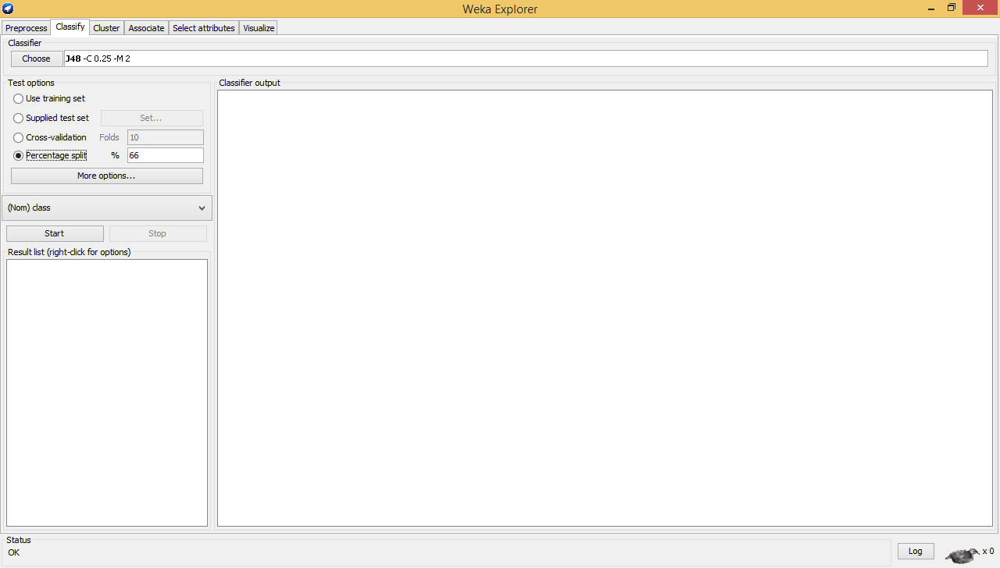 Weka Explorer
Preprocess Classify Cluster Associate Select attributes Visualize
Classifier
Choose J48 -C 0.25 -M 2
Test options
Use training set
Supplied test set Set...
Cross-validation Folds 10
Percentage split % 66
More options...
(Nom) class
Start Stop
Result list (right-click for options)
Classifier output
Status
OK
Log x 0